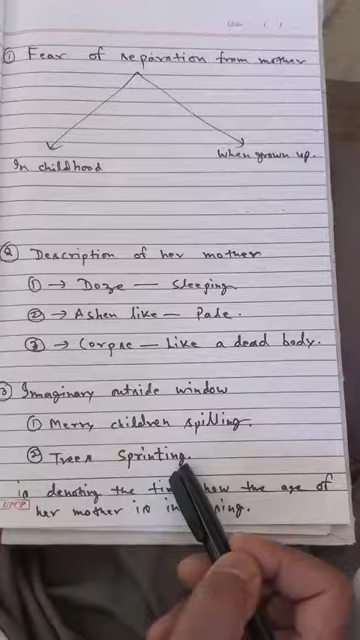 ① Fear of separation from mother
In childhood
When grown up.
② Description of her mother
① → Doze — Sleeping.
② → Ashen like — Pale.
③ → Corpse — Like a dead body.
③ Imaginary outside window
① Merry children spilling.
② Trees Sprinting.
is denoting the how the age of
her mother is in
UPCP